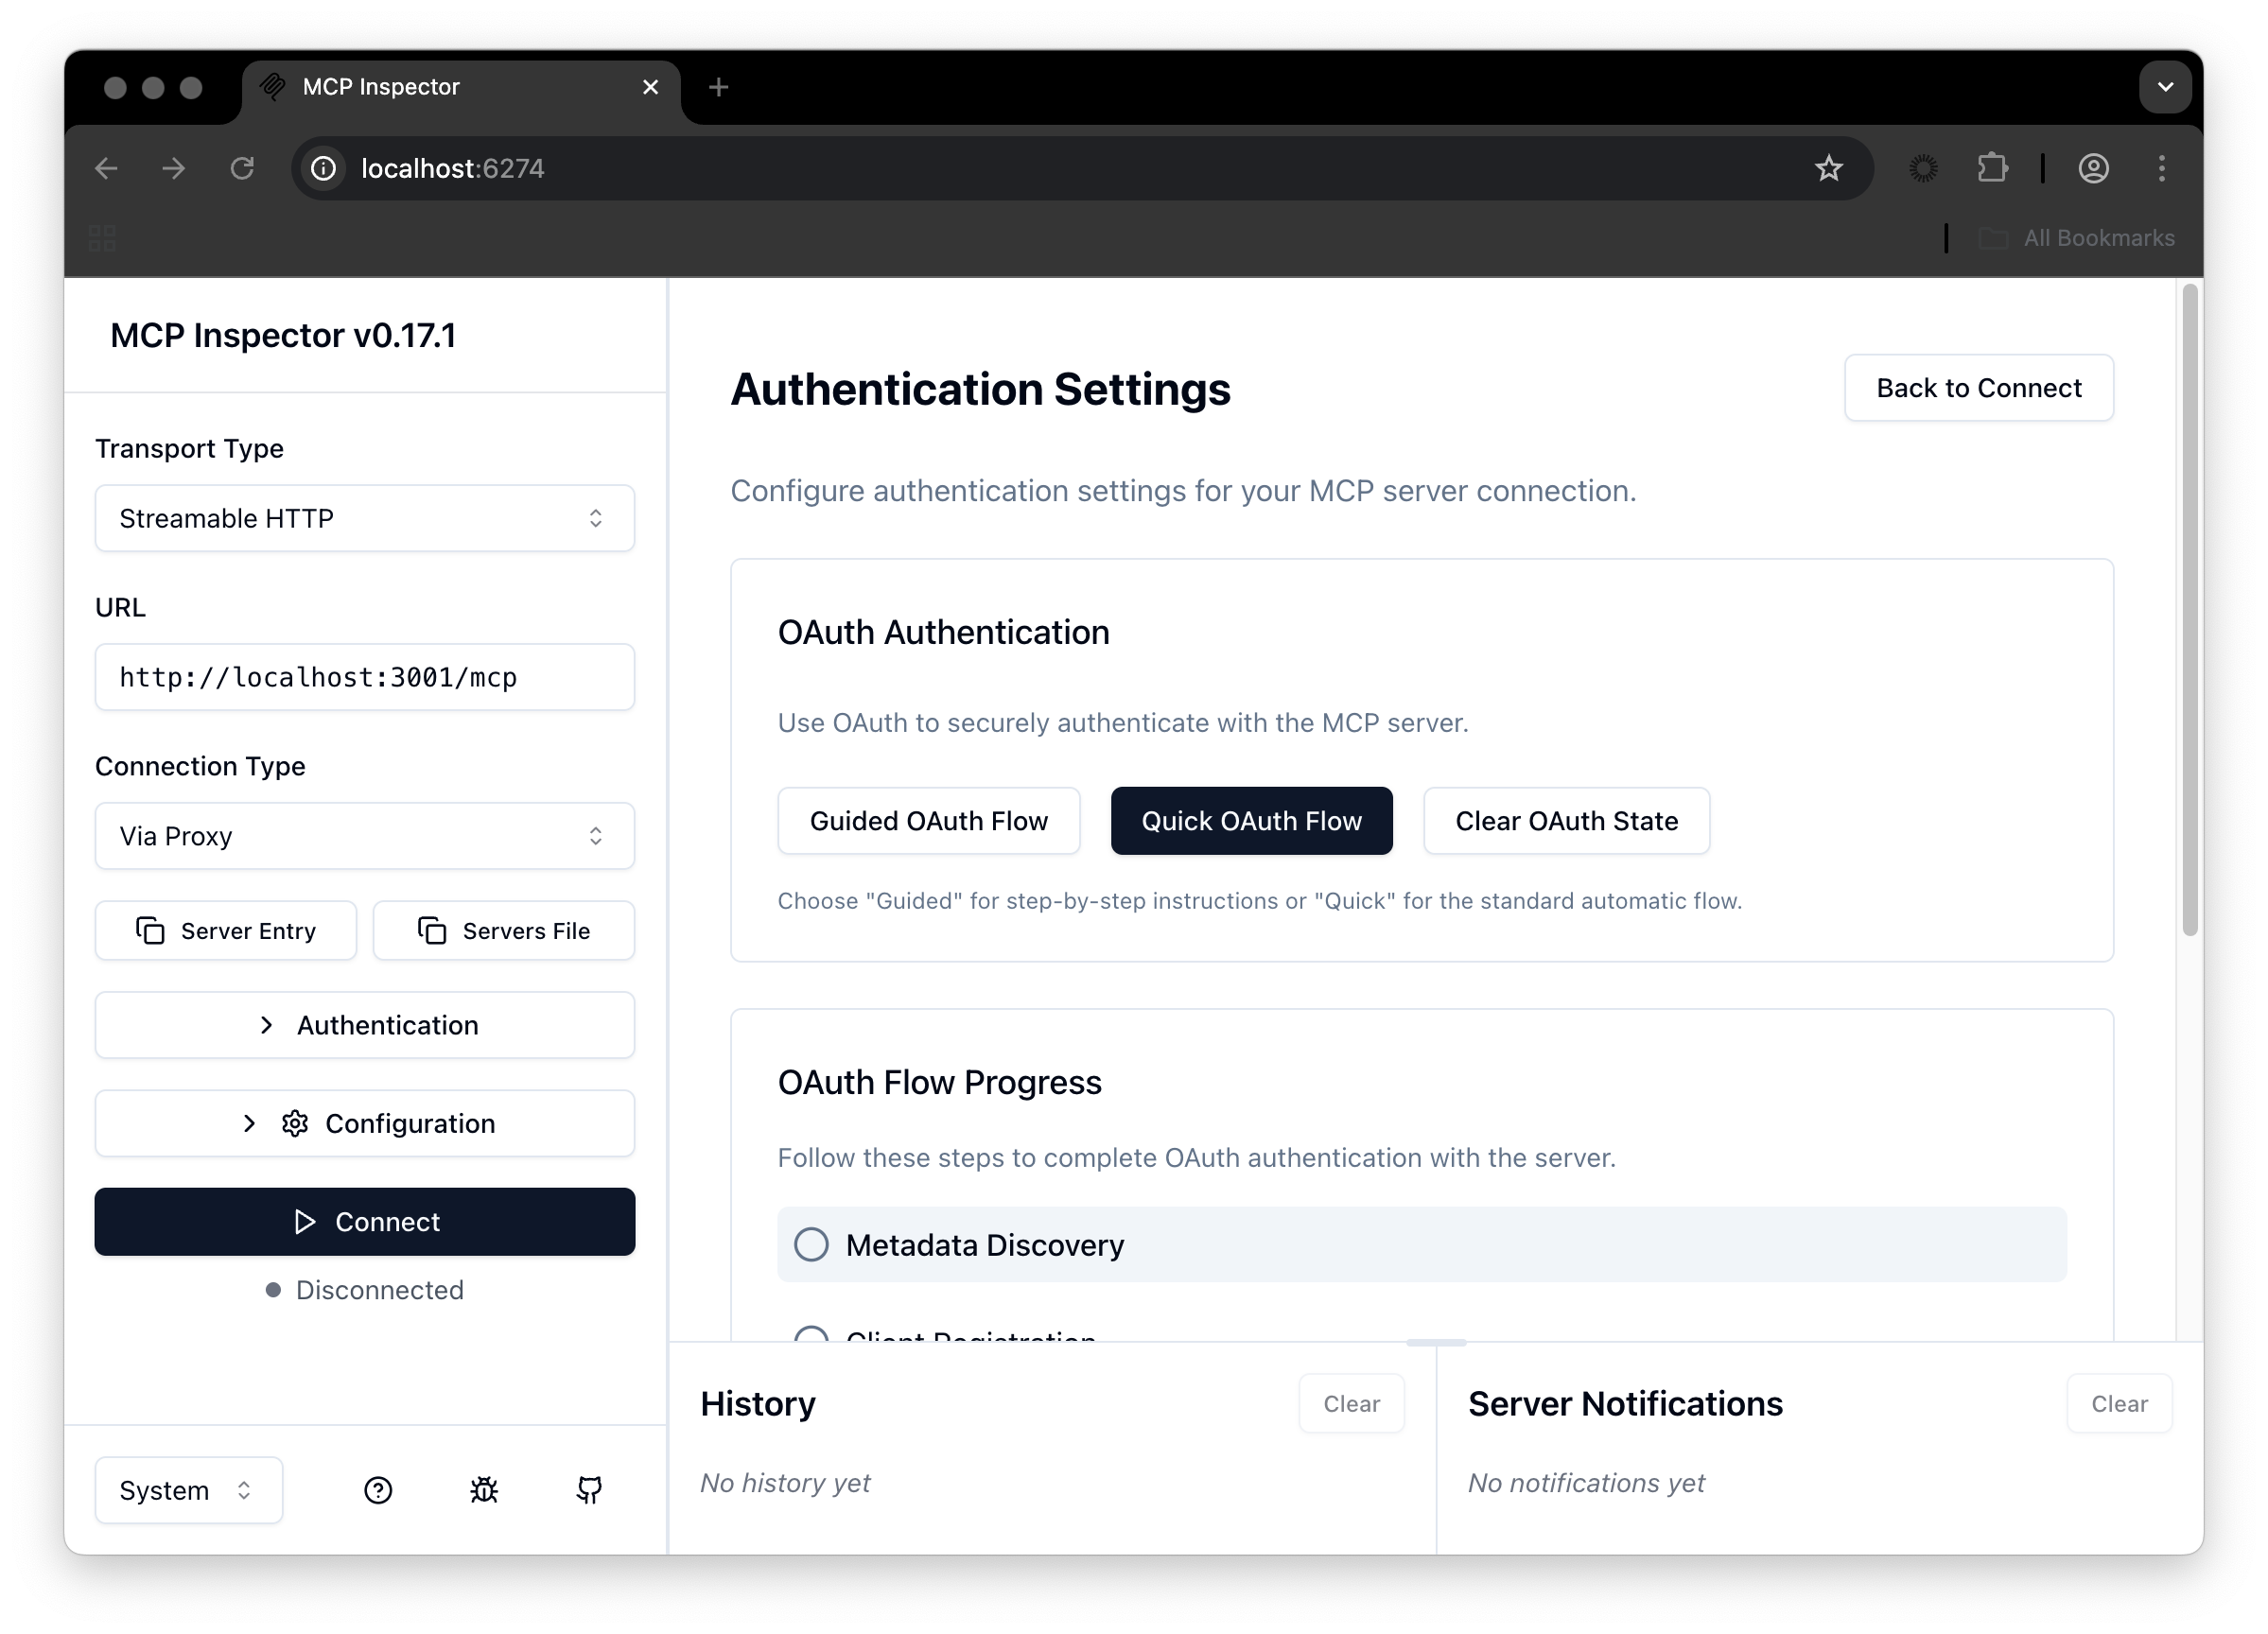 MCP Inspector
localhost:6274
All Bookmarks
MCP Inspector v0.17.1
Transport Type
Streamable HTTP
URL
http://localhost:3001/mcp
Connection Type
Via Proxy
Server Entry
Servers File
Authentication
Configuration
Connect
Disconnected
System
Authentication Settings
Back to Connect
Configure authentication settings for your MCP server connection.
OAuth Authentication
Use OAuth to securely authenticate with the MCP server.
Guided OAuth Flow
Quick OAuth Flow
Clear OAuth State
Choose "Guided" for step-by-step instructions or "Quick" for the standard automatic flow.
OAuth Flow Progress
Follow these steps to complete OAuth authentication with the server.
Metadata Discovery
Client Registration
History
Clear
No history yet
Server Notifications
Clear
No notifications yet